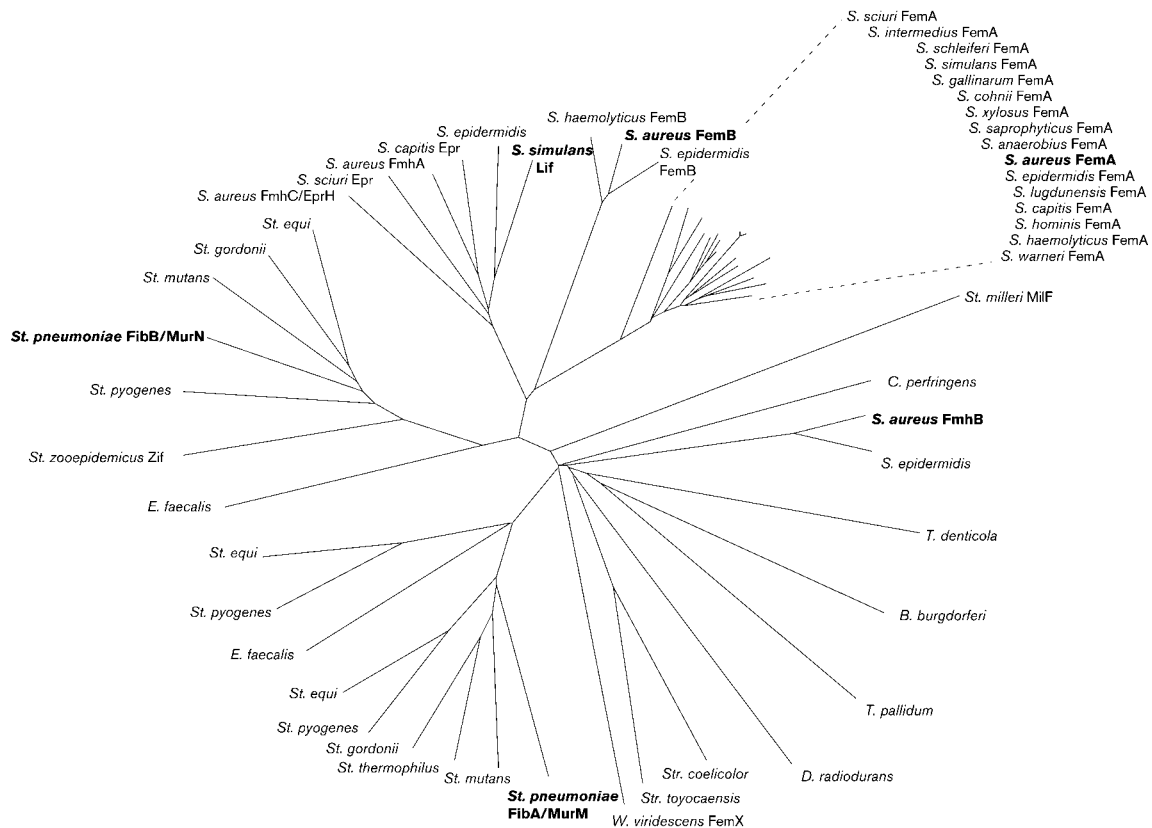 S. sciuri FemA
S. intermedius FemA
S. schleiferi FemA
S. simulans FemA
S. gallinarum FemA
S. cohnii FemA
S. xylosus FemA
S. saprophyticus FemA
S. anaerobius FemA
S. aureus FemA
S. epidermidis FemA
S. lugdunensis FemA
S. capitis FemA
S. hominis FemA
S. haemolyticus FemA
S. warneri FemA
S. haemolyticus FemB
S. aureus FemB
S. epidermidis
FemB
S. epidermidis
S. simulans
Lif
S. capitis Epr
S. aureus FmhA
S. sciuri Epr
S. aureus FmhC/EprH
St. equi
St. gordonii
St. mutans
St. pneumoniae FibB/MurN
St. pyogenes
St. zooepidemicus Zif
E. faecalis
St. equi
St. pyogenes
E. faecalis
St. equi
St. pyogenes
St. gordonii
St. thermophilus
St. mutans
St. pneumoniae
FibA/MurM
W. viridescens FemX
Str. toyocaensis
Str. coelicolor
D. radiodurans
T. pallidum
B. burgdorferi
T. denticola
S. epidermidis
S. aureus FmhB
C. perfringens
St. milleri MilF